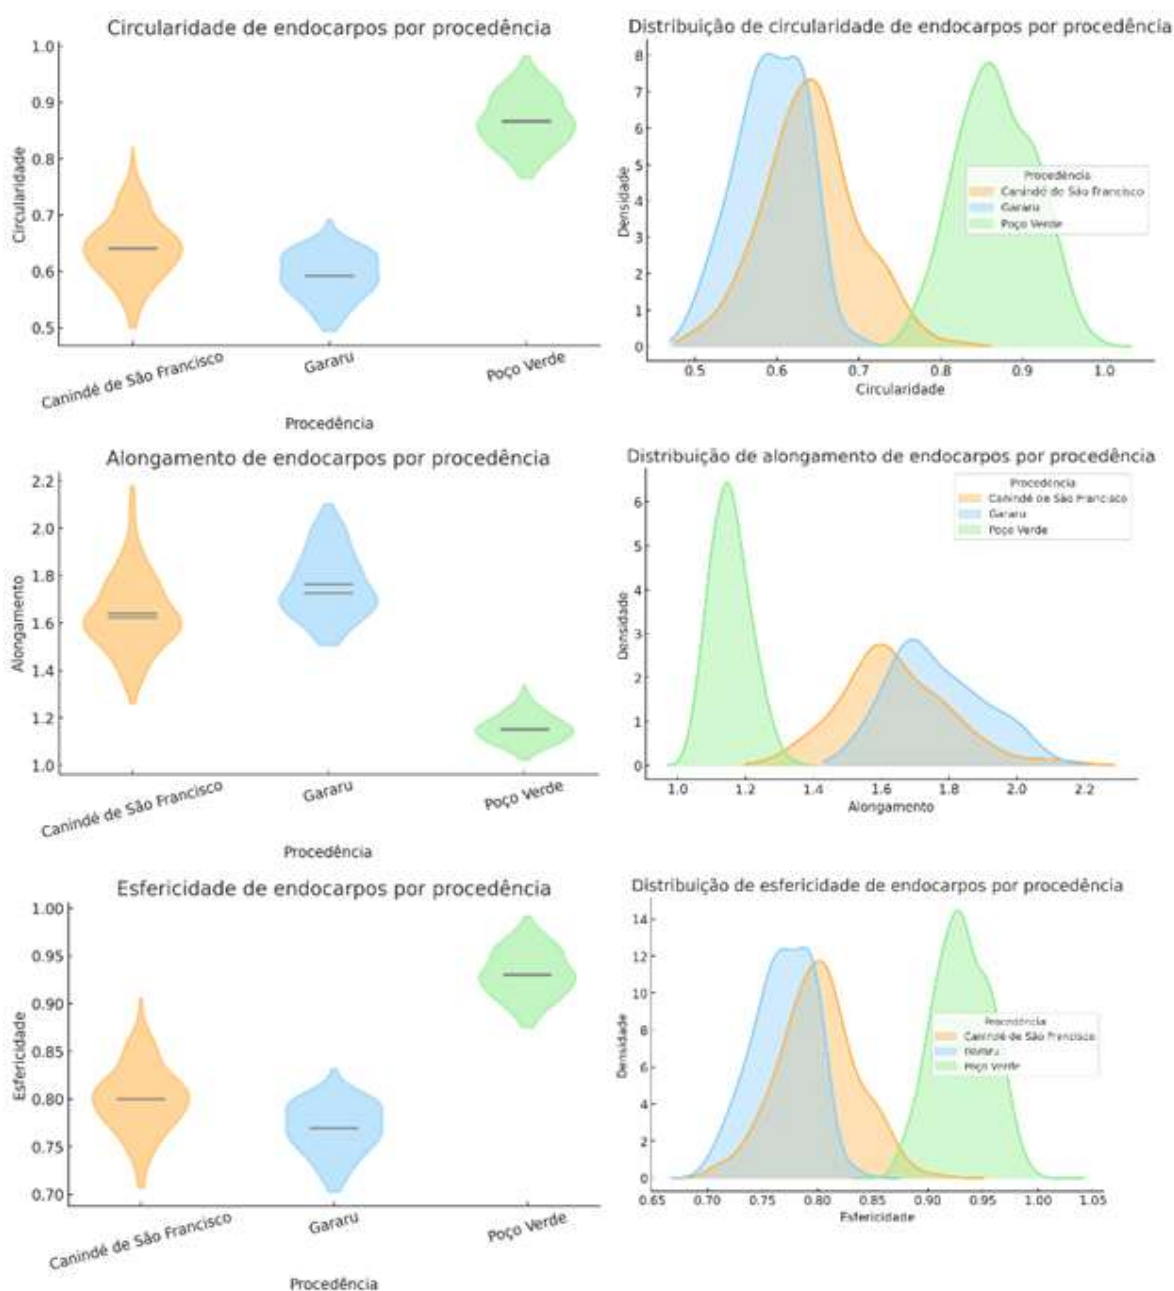 Circularidade de endocarpos por procedência
1.0
0.9
0.8
0.7
0.6
0.5
Circularidade
Canindé de São Francisco
Gararu
Poço Verde
Procedência
Distribuição de circularidade de endocarpos por procedência
8
7
6
5
4
3
2
1
0
Densidade
Procedência
Canindé de São Francisco
Gararu
Poço Verde
0.5 0.6 0.7 0.8 0.9 1.0
Circularidade
Alongamento de endocarpos por procedência
2.2
2.0
1.8
1.6
1.4
1.2
1.0
Alongamento
Canindé de São Francisco
Gararu
Poço Verde
Procedência
Distribuição de alongamento de endocarpos por procedência
6
5
4
3
2
1
0
Densidade
Procedência
Canindé de São Francisco
Gararu
Poço Verde
1.0 1.2 1.4 1.6 1.8 2.0 2.2
Alongamento
Esfericidade de endocarpos por procedência
1.00
0.95
0.90
0.85
0.80
0.75
0.70
Esfericidade
Canindé de São Francisco
Gararu
Poço Verde
Procedência
Distribuição de esfericidade de endocarpos por procedência
14
12
10
8
6
4
2
0
Densidade
Procedência
Canindé de São Francisco
Gararu
Poço Verde
0.65 0.70 0.75 0.80 0.85 0.90 0.95 1.00 1.05
Esfericidade